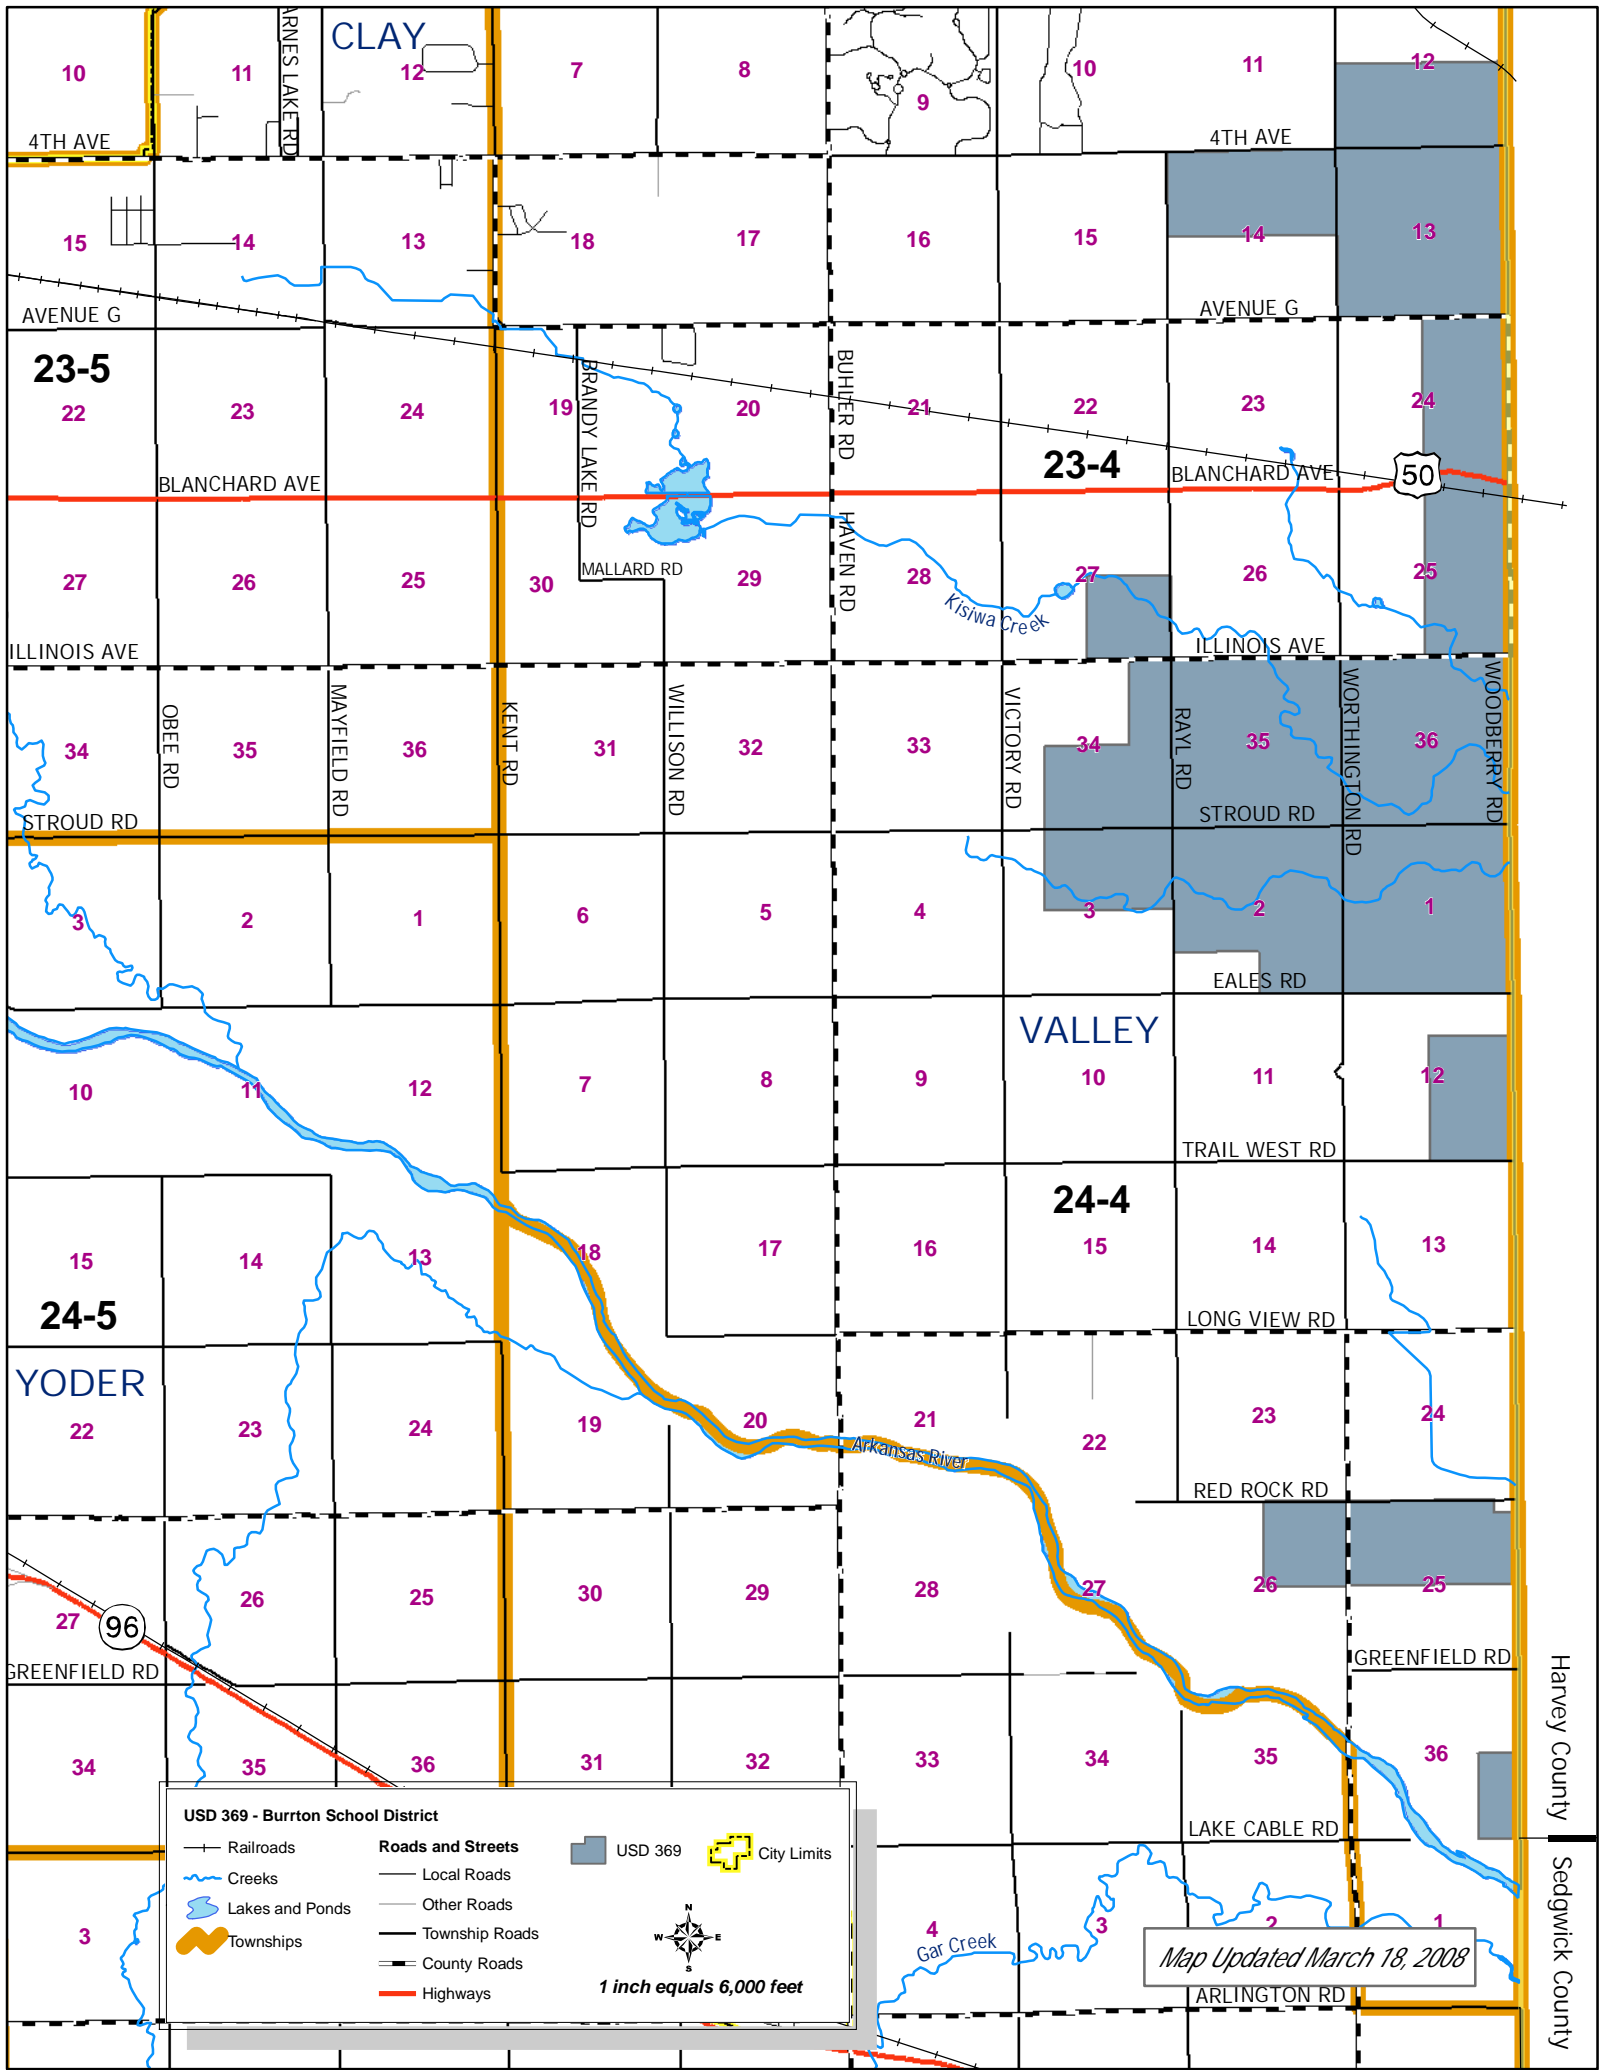 CLAY
ARNES LAKE RD
10
11
12
7
8
9
10
11
12
4TH AVE
4TH AVE
15
14
13
18
17
16
15
14
13
AVENUE G
AVENUE G
23-5
22
23
24
19
BRANDY LAKE RD
20
BUHLER RD
21
22
23
24
23-4
BLANCHARD AVE
BLANCHARD AVE
50
HAVEN RD
27
26
25
30
MALLARD RD
29
28
Kisiwa Creek
27
26
25
ILLINOIS AVE
ILLINOIS AVE
34
OBEE RD
35
MAYFIELD RD
36
KENT RD
31
WILLISON RD
32
33
VICTORY RD
34
RAYL RD
35
WORTHINGTON RD
36
WOODBERRY RD
STROUD RD
STROUD RD
3
2
1
6
5
4
3
2
1
EALES RD
VALLEY
10
11
12
7
8
9
10
11
12
TRAIL WEST RD
24-4
15
14
13
18
17
16
15
14
13
24-5
LONG VIEW RD
YODER
22
23
24
19
20
21
22
23
24
Arkansas River
RED ROCK RD
27
26
25
30
29
28
27
26
25
96
GREENFIELD RD
GREENFIELD RD
Harvey County
34
35
36
31
32
33
34
35
36
LAKE CABLE RD
Sedgwick County
3
4
3
2
1
Gar Creek
ARLINGTON RD
USD 369 - Burrton School District
Railroads
Creeks
Lakes and Ponds
Townships
Roads and Streets
Local Roads
Other Roads
Township Roads
County Roads
Highways
USD 369
City Limits
N
W
E
S
1 inch equals 6,000 feet
Map Updated March 18, 2008